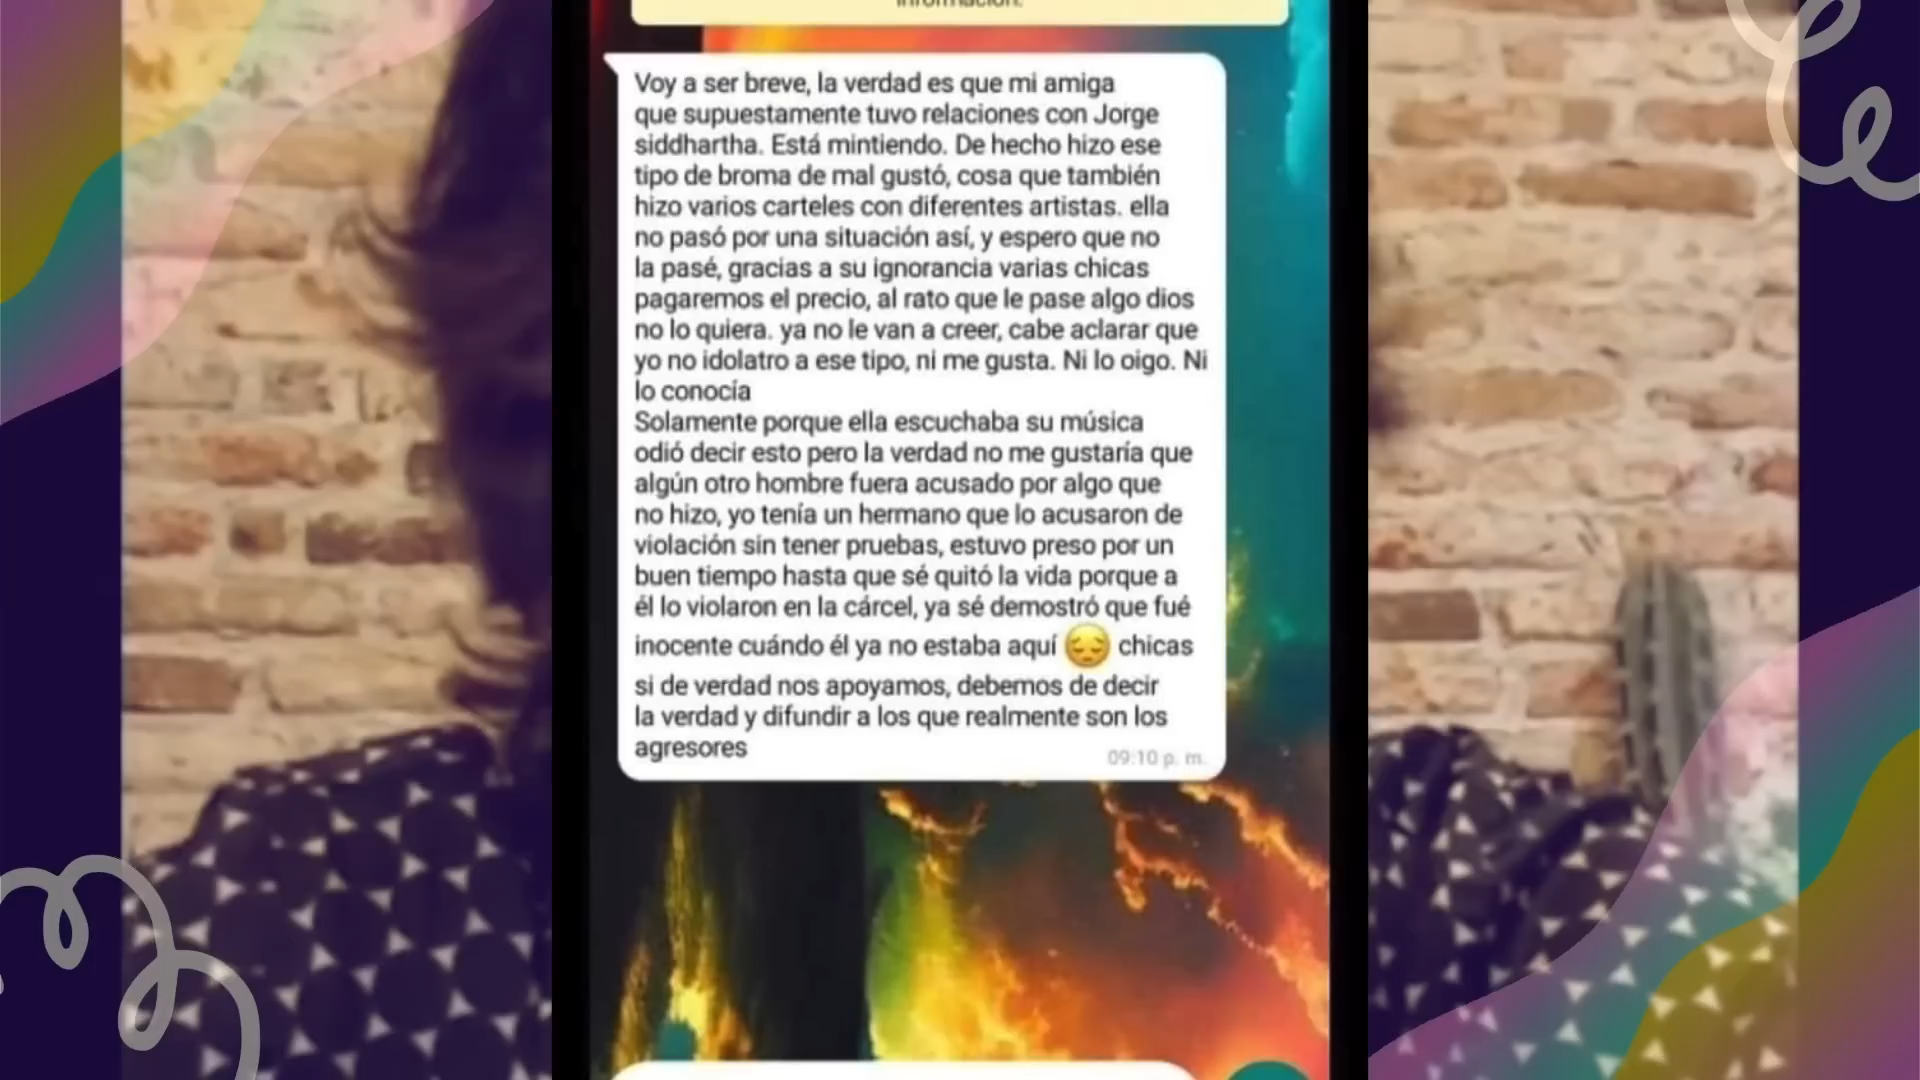 información.
Voy a ser breve, la verdad es que mi amiga
que supuestamente tuvo relaciones con Jorge
siddhartha. Está mintiendo. De hecho hizo ese
tipo de broma de mal gustó, cosa que también
hizo varios carteles con diferentes artistas. ella
no pasó por una situación así, y espero que no
la pasé, gracias a su ignorancia varias chicas
pagaremos el precio, al rato que le pase algo dios
no lo quiera. ya no le van a creer, cabe aclarar que
yo no idolatro a ese tipo, ni me gusta. Ni lo oigo. Ni
lo conocía
Solamente porque ella escuchaba su música
odió decir esto pero la verdad no me gustaría que
algún otro hombre fuera acusado por algo que
no hizo, yo tenía un hermano que lo acusaron de
violación sin tener pruebas, estuvo preso por un
buen tiempo hasta que sé quitó la vida porque a
él lo violaron en la cárcel, ya sé demostró que fué
inocente cuándo él ya no estaba aquí 😔 chicas
si de verdad nos apoyamos, debemos de decir
la verdad y difundir a los que realmente son los
agresores
09:10 p. m.